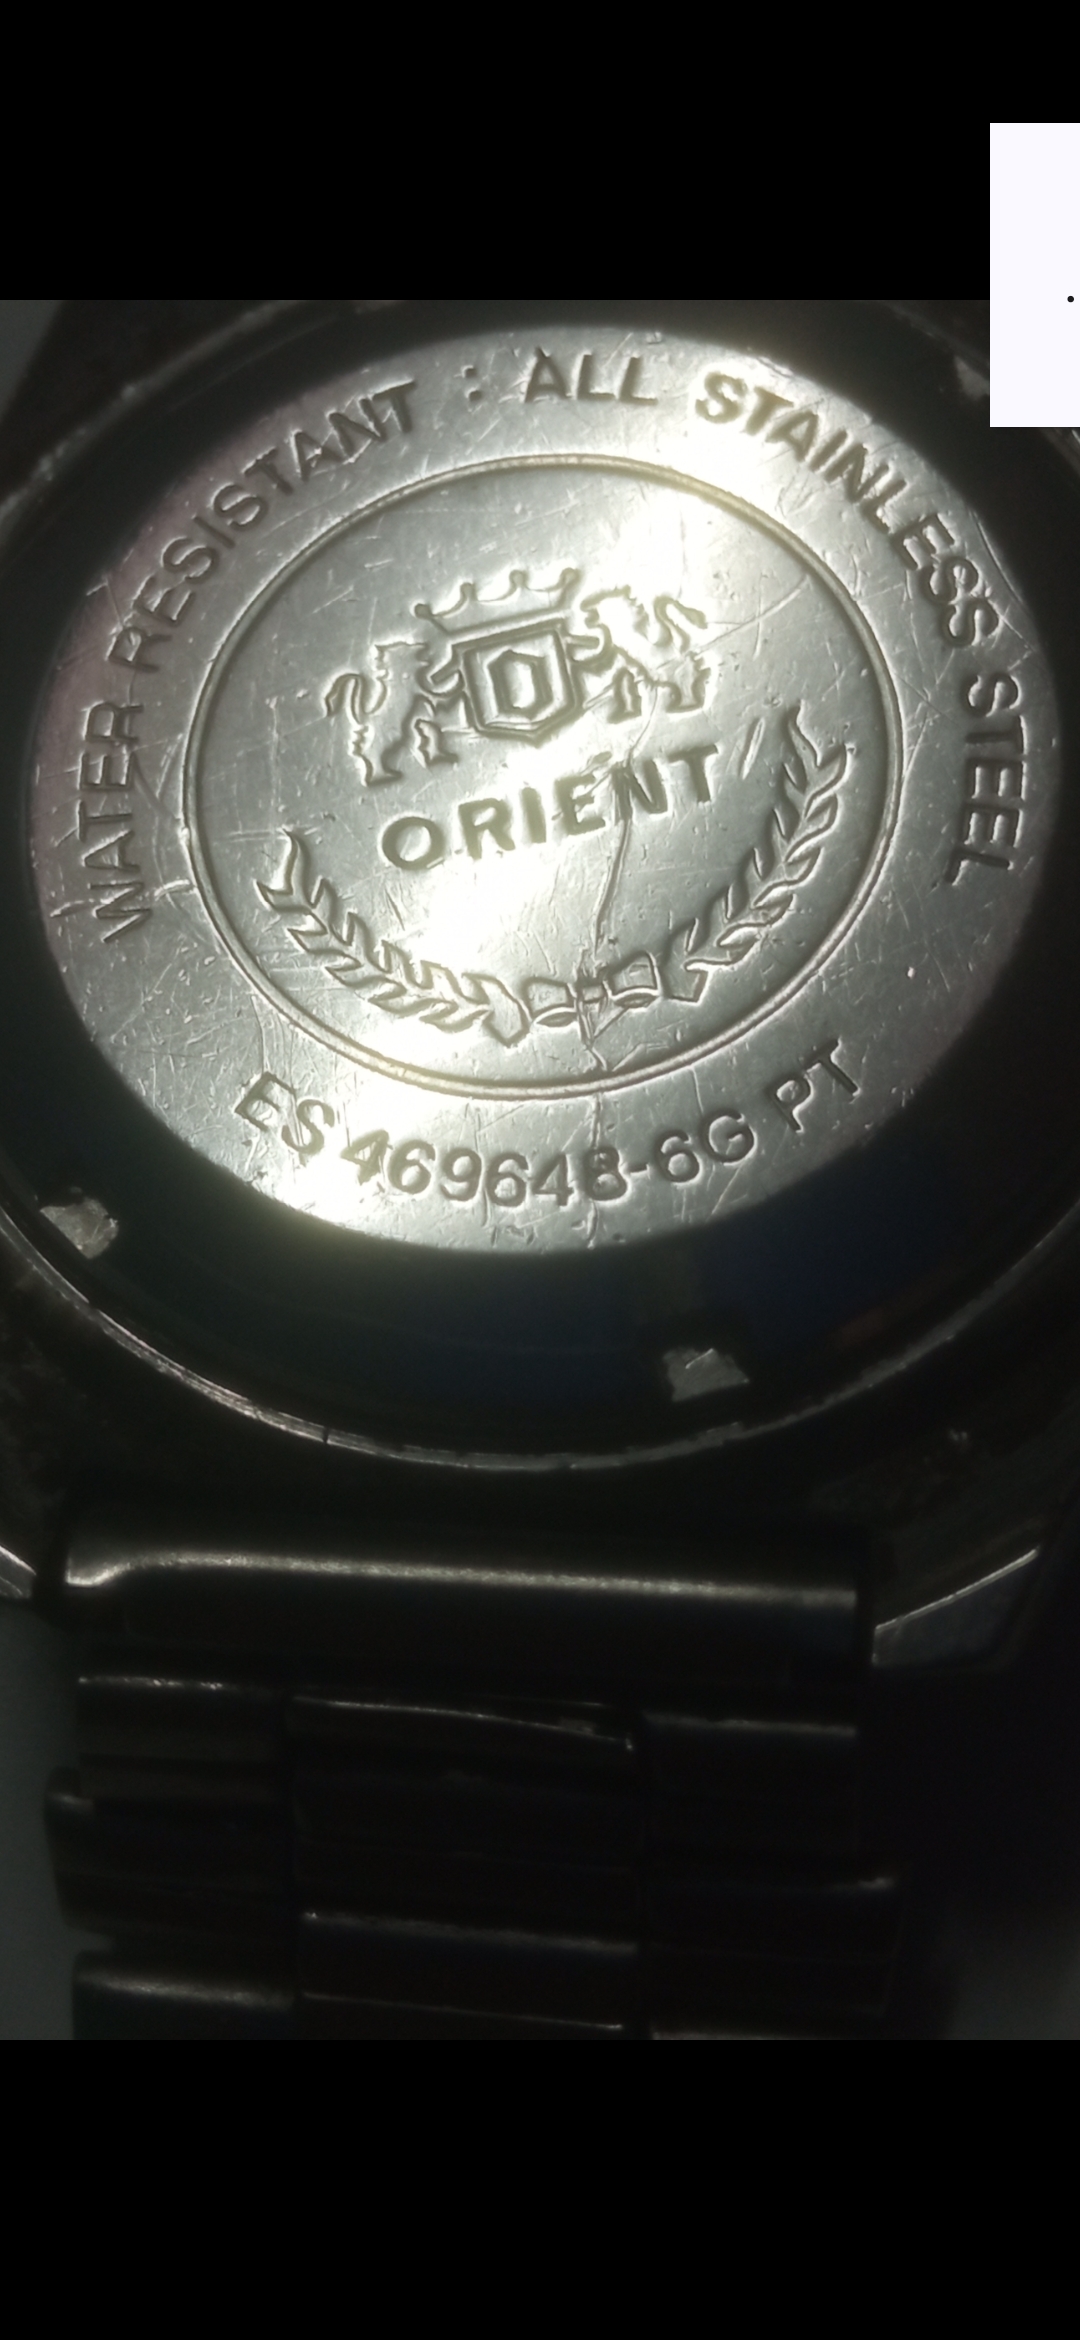 WATER RESISTANT : ALL STAINLESS STEEL
ORIENT
ES 469648-6G PT